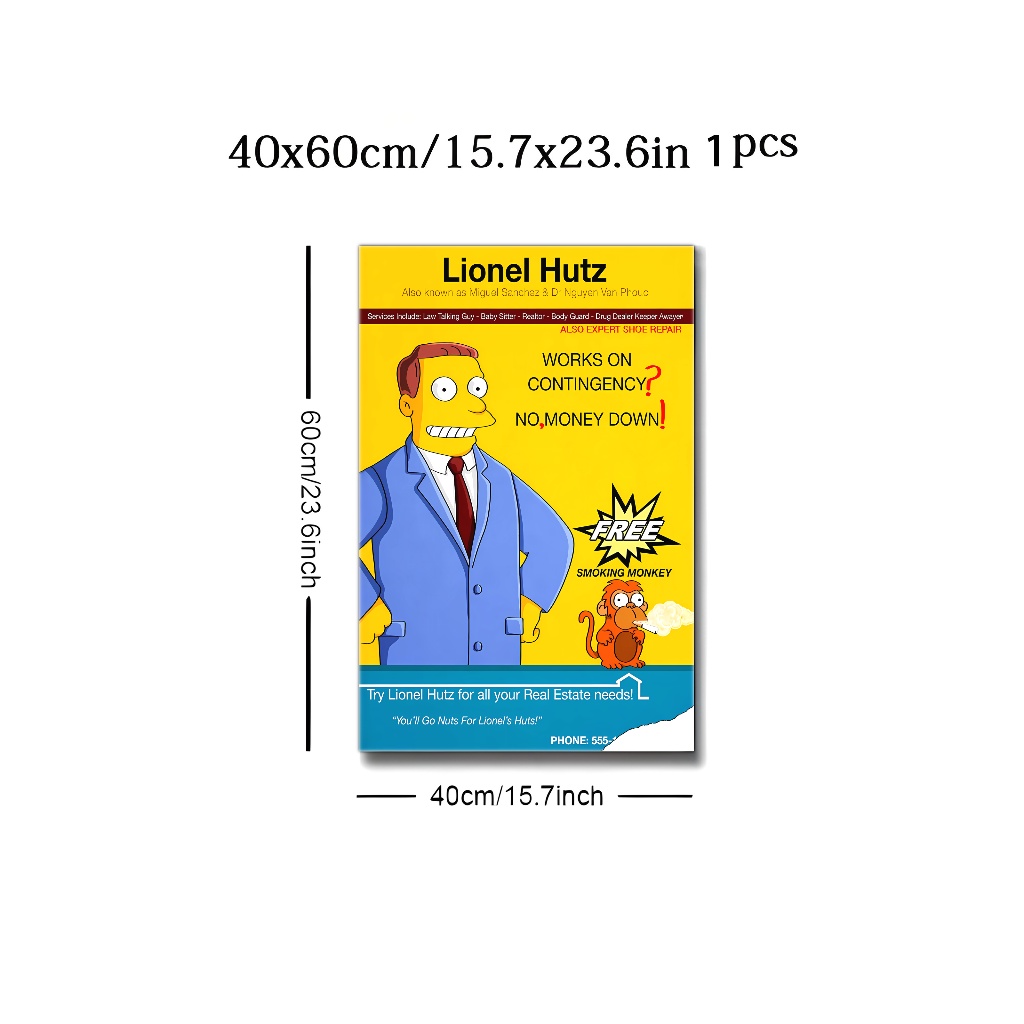 40x60cm/15.7x23.6in 1pcs
Lionel Hutz
Also known as Miguel Sanchez & Dr Nguyen Van Phouc
Services Include: Law Talking Guy - Baby Sitter - Realtor - Body Guard - Drug Dealer Keeper Awayer
ALSO EXPERT SHOE REPAIR
WORKS ON
CONTINGENCY?
NO,MONEY DOWN!
FREE
SMOKING MONKEY
Try Lionel Hutz for all your Real Estate needs!
"You'll Go Nuts For Lionel's Huts!"
PHONE: 555-
60cm/23.6inch
40cm/15.7inch